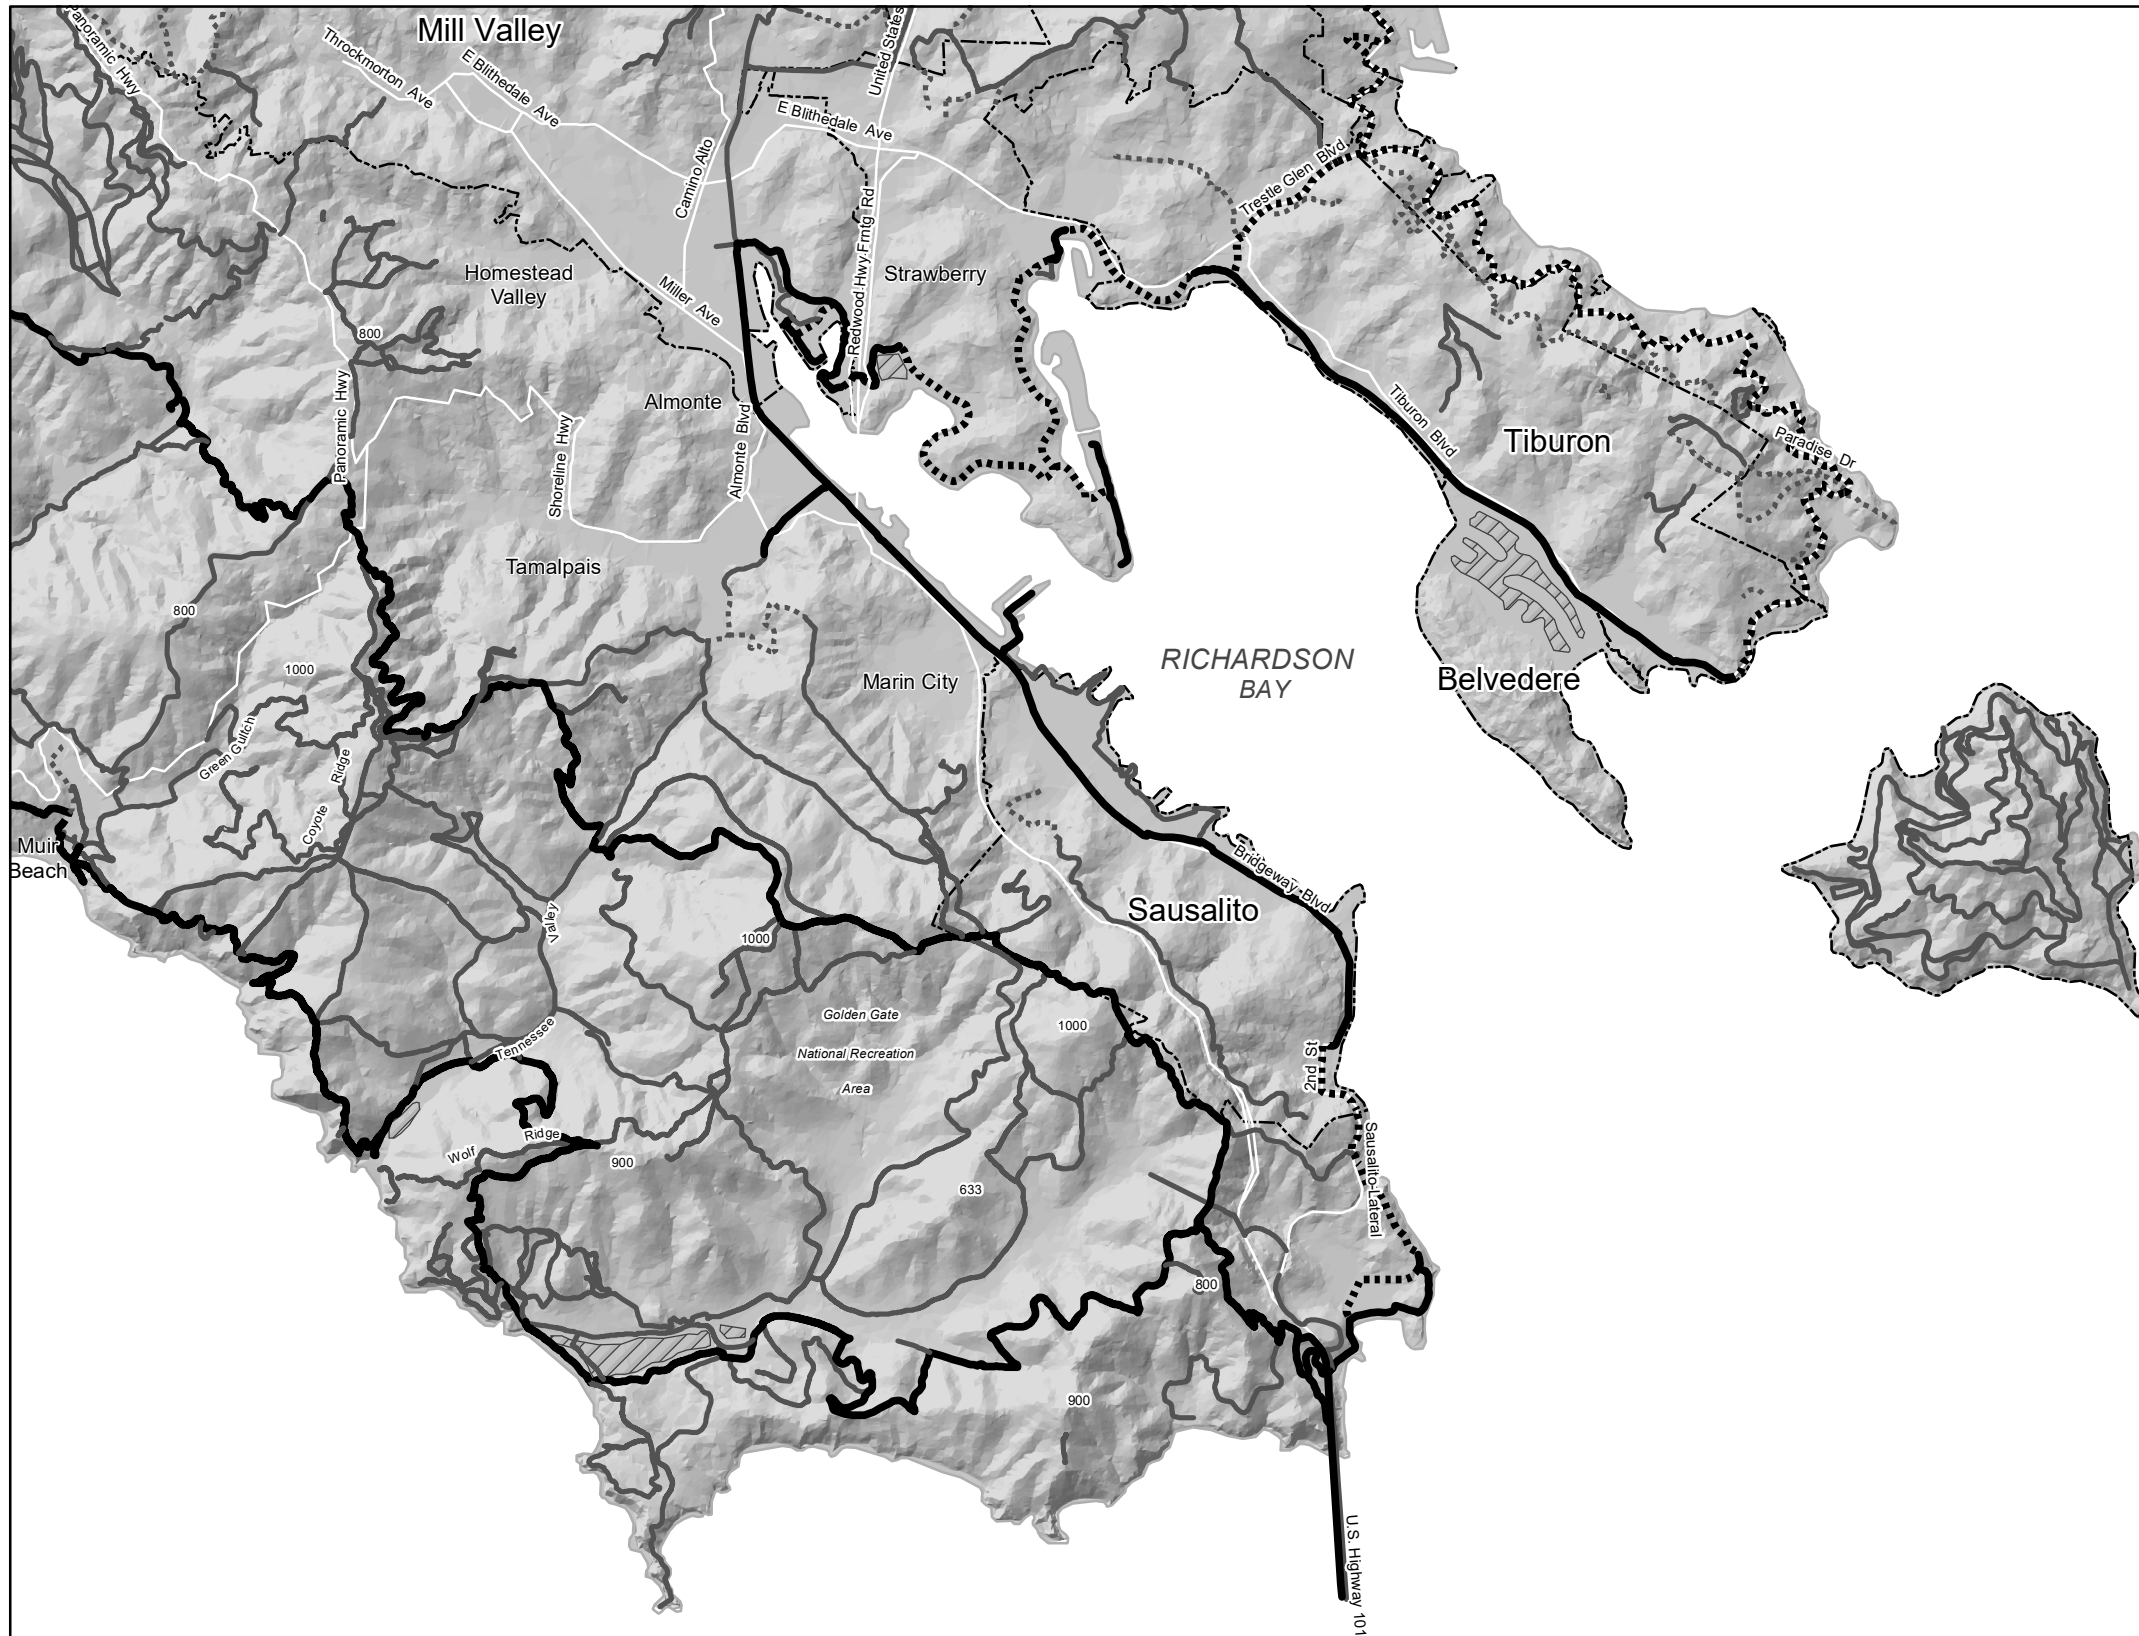 Mill Valley
Panoramic Hwy
Throckmorton Ave
E Blithedale Ave
United States
E Blithedale Ave
Camino Alto
Trestle Glen Blvd
Redwood Hwy Frntg Rd
Homestead
Valley
Strawberry
Miller Ave
800
Panoramic Hwy
Almonte
Almonte Blvd
Shoreline Hwy
Tiburon Blvd
Tiburon
Paradise Dr
Tamalpais
800
1000
Marin City
RICHARDSON
BAY
Belvedere
Green Gultch
Coyote
Ridge
Muir
Beach
Bridgeway Blvd
Sausalito
Valley
1000
Golden Gate
National Recreation
Area
1000
Tennessee
2nd St
Wolf
Ridge
900
633
Sausalito Lateral
800
900
U.S. Highway 101